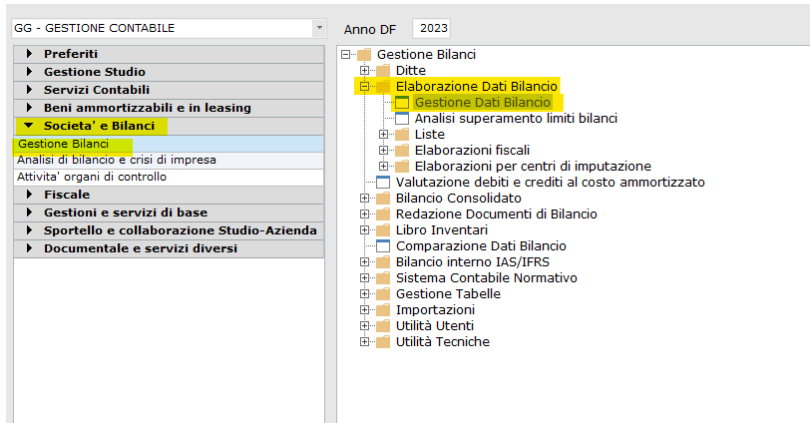 GG - GESTIONE CONTABILE
Preferiti
Gestione Studio
Servizi Contabili
Beni ammortizzabili e in leasing
Societa' e Bilanci
Gestione Bilanci
Analisi di bilancio e crisi di impresa
Attivita' organi di controllo
Fiscale
Gestioni e servizi di base
Sportello e collaborazione Studio-Azienda
Documentale e servizi diversi
Anno DF 2023
Gestione Bilanci
Ditte
Elaborazione Dati Bilancio
Gestione Dati Bilancio
Analisi superamento limiti bilanci
Liste
Elaborazioni fiscali
Elaborazioni per centri di imputazione
Valutazione debiti e crediti al costo ammortizzato
Bilancio Consolidato
Redazione Documenti di Bilancio
Libro Inventari
Comparazione Dati Bilancio
Bilancio interno IAS/IFRS
Sistema Contabile Normativo
Gestione Tabelle
Importazioni
Utilità Utenti
Utilità Tecniche